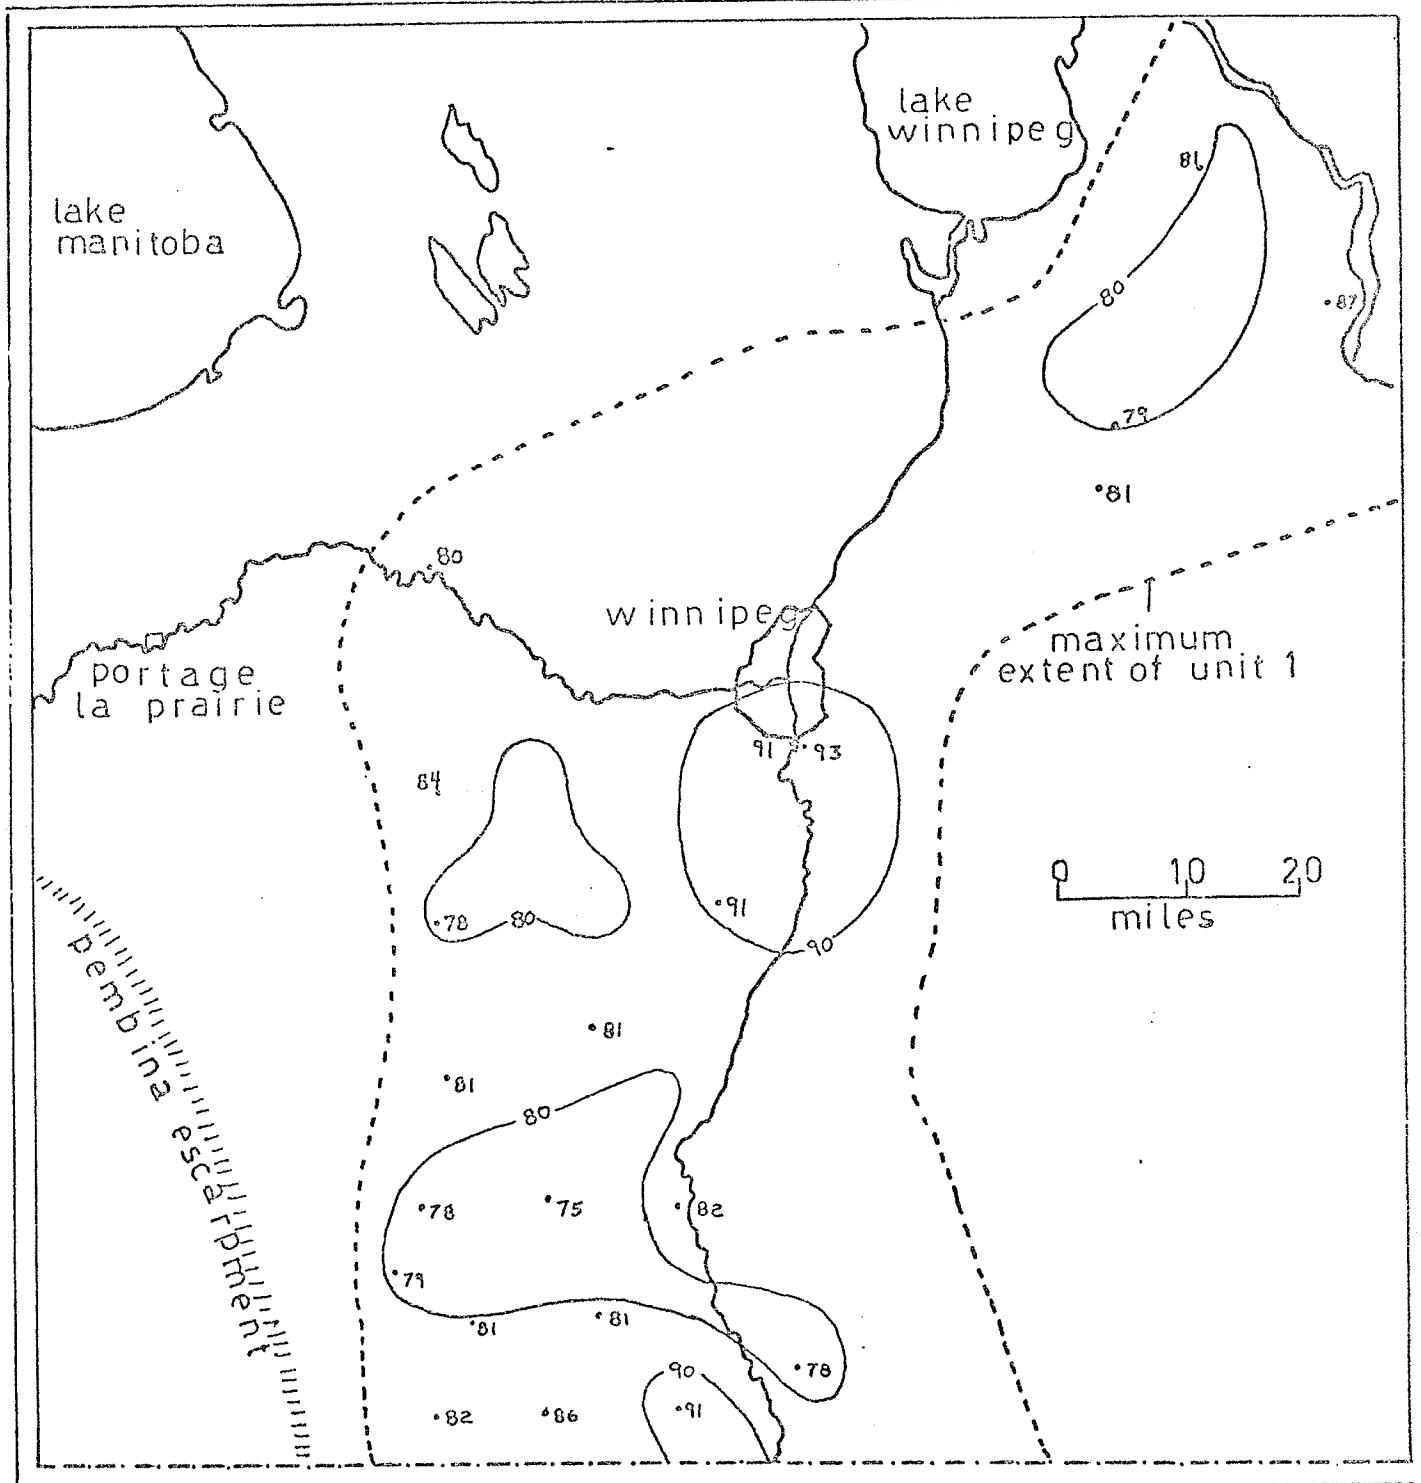 lake
winnipeg
81
lake
manitoba
80
87
79
81
80
winnipeg
maximum
extent of unit 1
portage
la prairie
91 93
84
0 10 20
miles
91
78 80
90
pembina escarpment
81
81
80
78 75 82
79
81 81
90 78
82 86 91